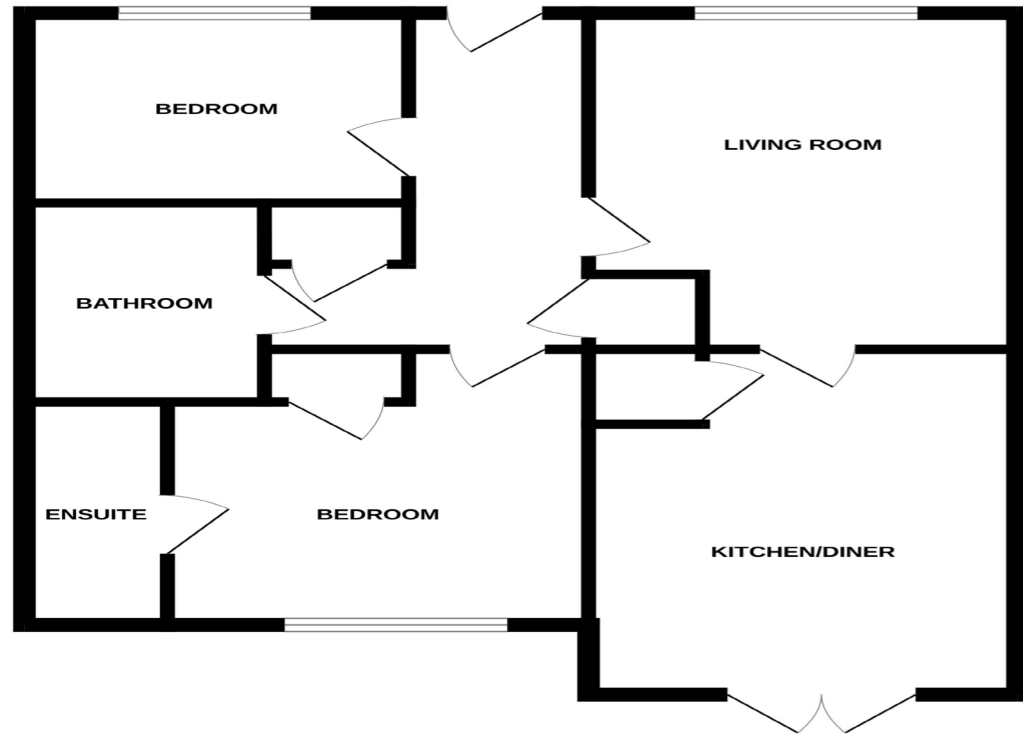 BEDROOM
LIVING ROOM
BATHROOM
ENSUITE
BEDROOM
KITCHEN/DINER